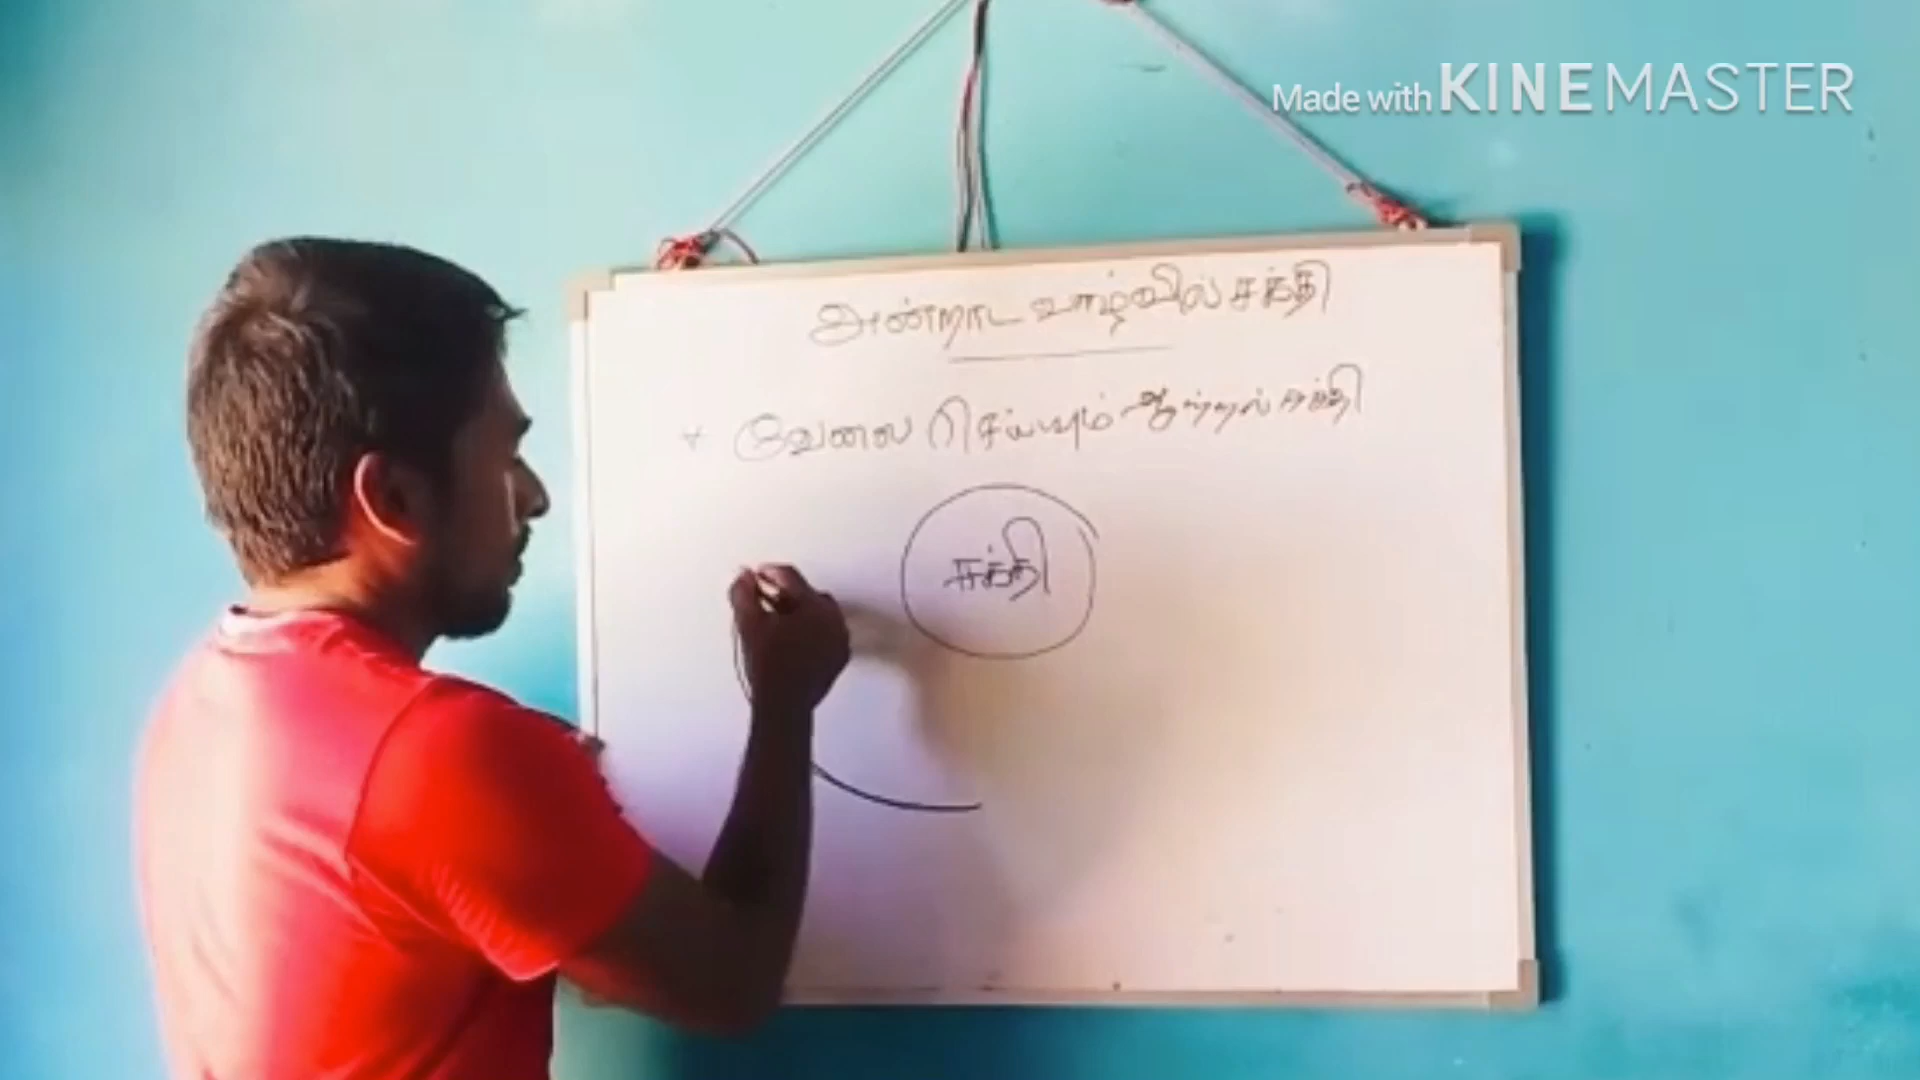 Made with KINEMASTER
அன்றாட வாழ்வில் சக்தி
+ வேலை செய்யும் ஆற்றல் சக்தி
சக்தி